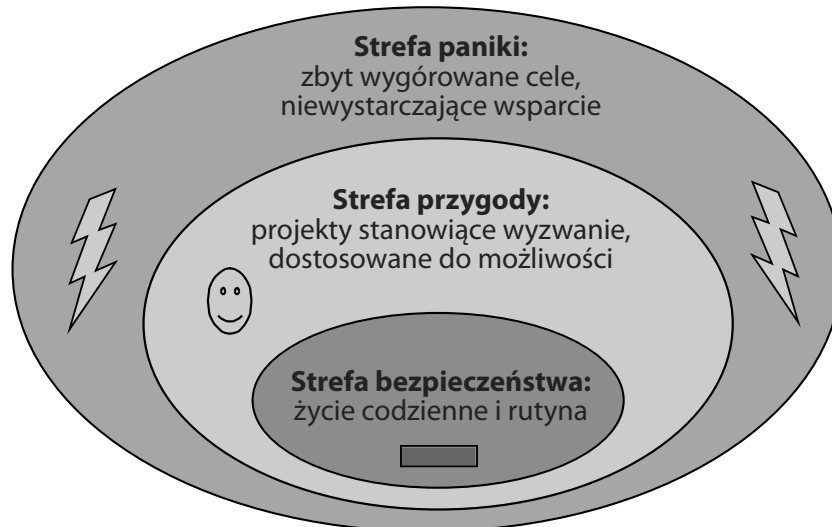 Strefa paniki:
zbyt wygórowane cele,
niewystarczające wsparcie
Strefa przygody:
projekty stanowiące wyzwanie,
dostosowane do możliwości
Strefa bezpieczeństwa:
życie codzienne i rutyna